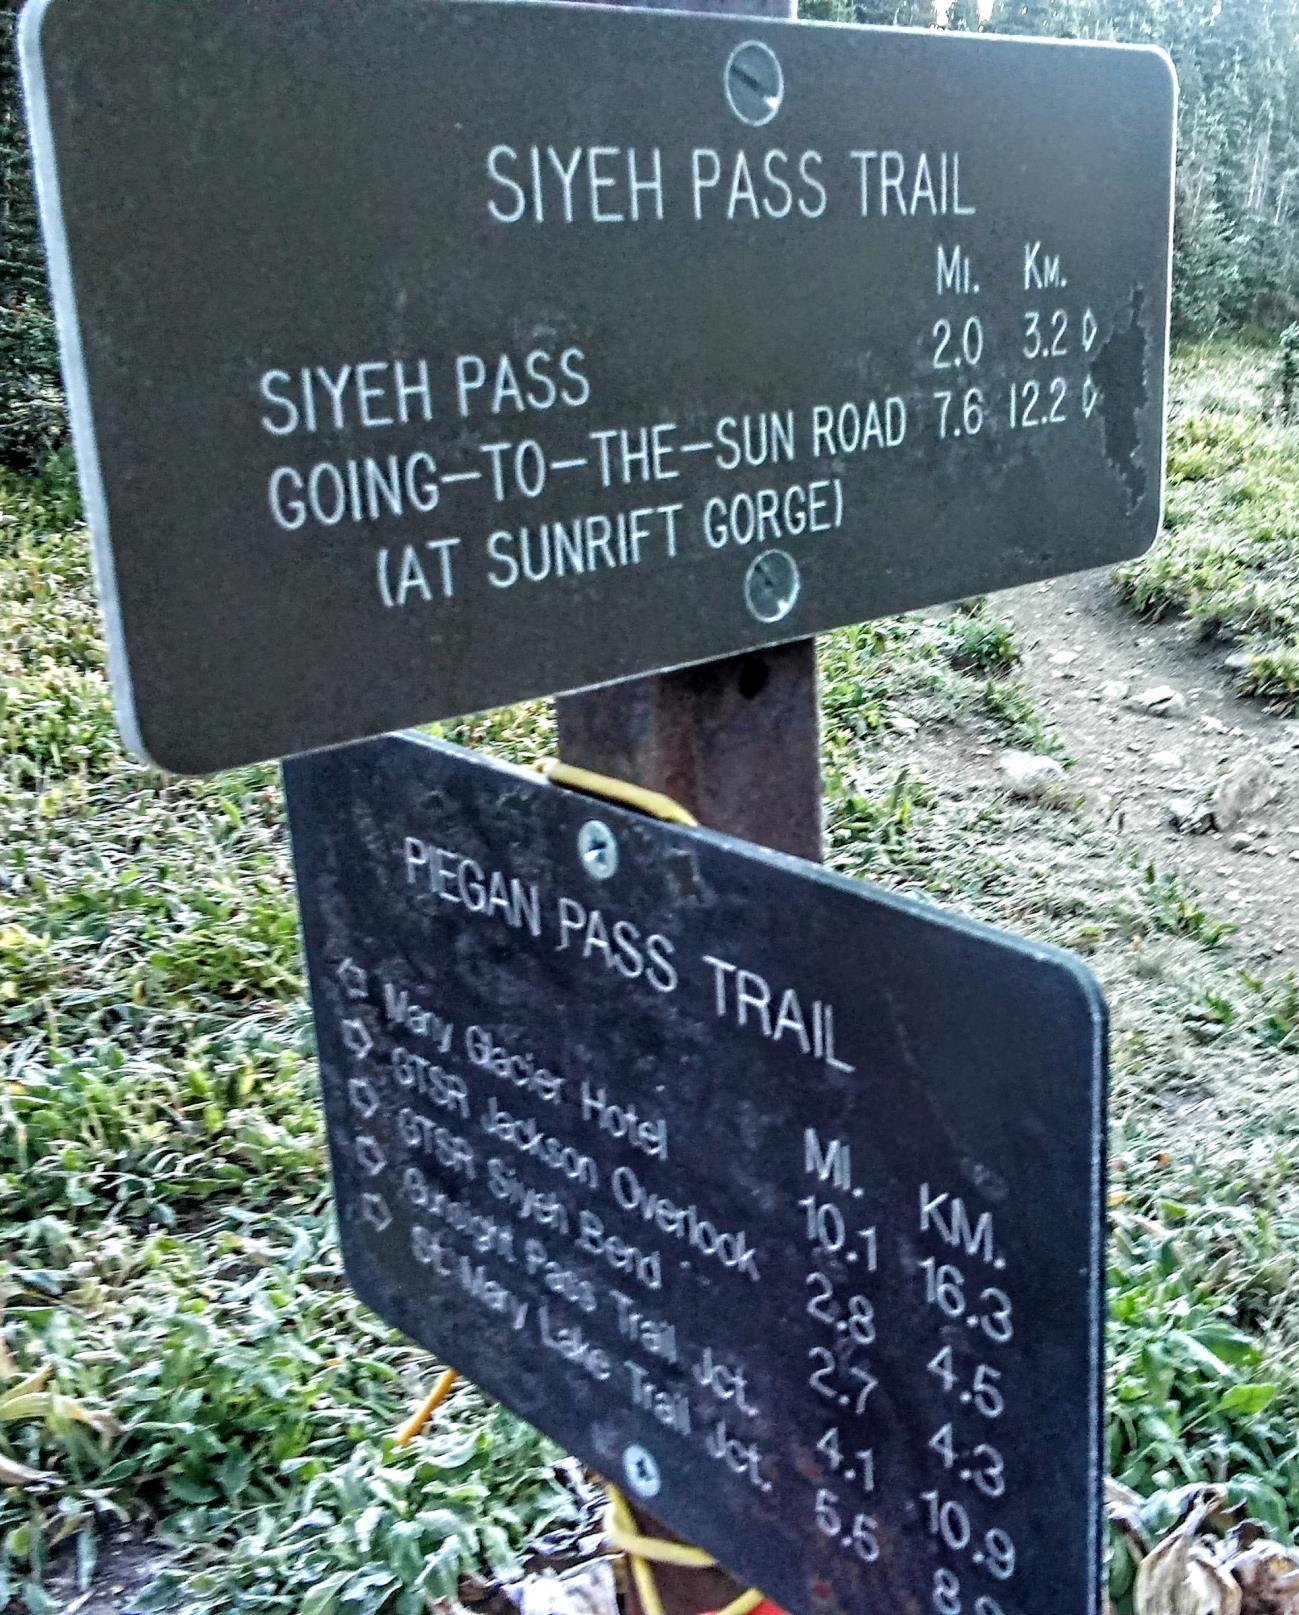 SIYEH PASS TRAIL
MI. KM.
SIYEH PASS 2.0 3.2
GOING-TO-THE-SUN ROAD 7.6 12.2
(AT SUNRIFT GORGE)
PIEGAN PASS TRAIL
MI. KM.
Many Glacier Hotel 10.1 16.3
GTSR Jackson Overlook 2.8 4.5
GTSR Siyeh Bend 2.7 4.3
Gunsight Pass Trail Jct. 4.1 10.9
St. Mary Lake Trail Jct. 5.5